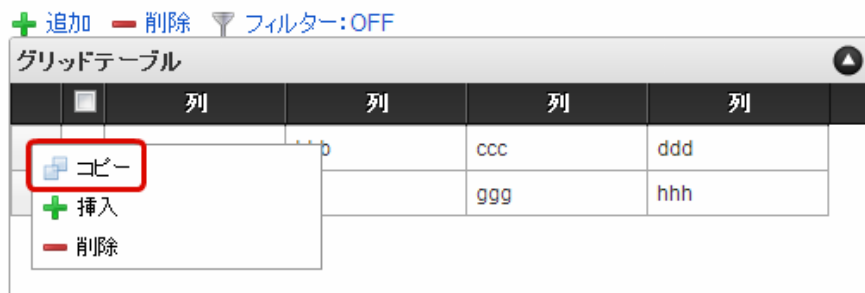 追加 削除 フィルター:OFF
グリッドテーブル
列 列 列 列
ccc ddd
コピー
ggg hhh
挿入
削除